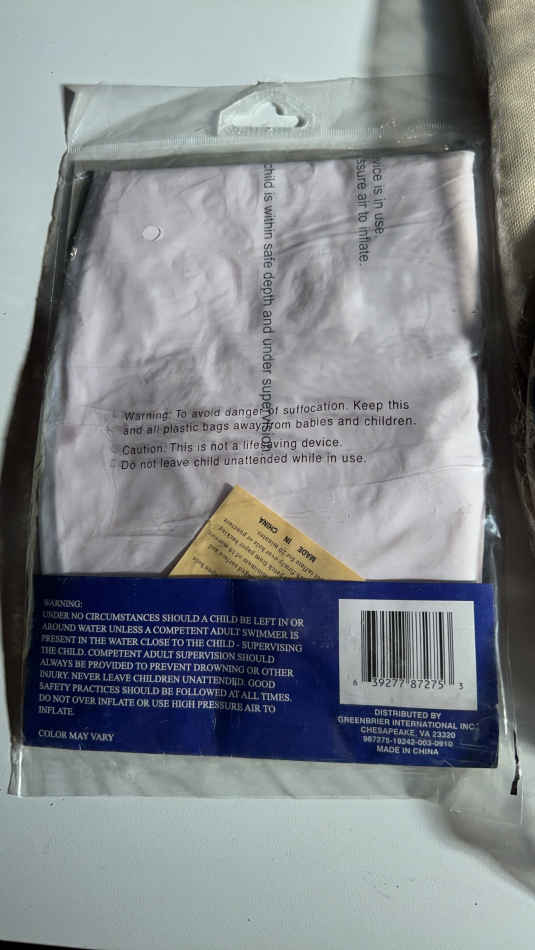 vice is in use.
ssure air to inflate.
child is within safe depth and under supervision.
Warning: To avoid danger of suffocation. Keep this
and all plastic bags away from babies and children.
Caution: This is not a lifesaving device.
Do not leave child unattended while in use.
MADE IN CHINA
WARNING:
UNDER NO CIRCUMSTANCES SHOULD A CHILD BE LEFT IN OR
AROUND WATER UNLESS A COMPETENT ADULT SWIMMER IS
PRESENT IN THE WATER CLOSE TO THE CHILD - SUPERVISING
THE CHILD. COMPETENT ADULT SUPERVISION SHOULD
ALWAYS BE PROVIDED TO PREVENT DROWNING OR OTHER
INJURY. NEVER LEAVE CHILDREN UNATTENDED. GOOD
SAFETY PRACTICES SHOULD BE FOLLOWED AT ALL TIMES.
DO NOT OVER INFLATE OR USE HIGH PRESSURE AIR TO
INFLATE.
COLOR MAY VARY
6 39277 87275 3
DISTRIBUTED BY
GREENBRIER INTERNATIONAL INC.
CHESAPEAKE, VA 23320
987275-19242-003-0910
MADE IN CHINA